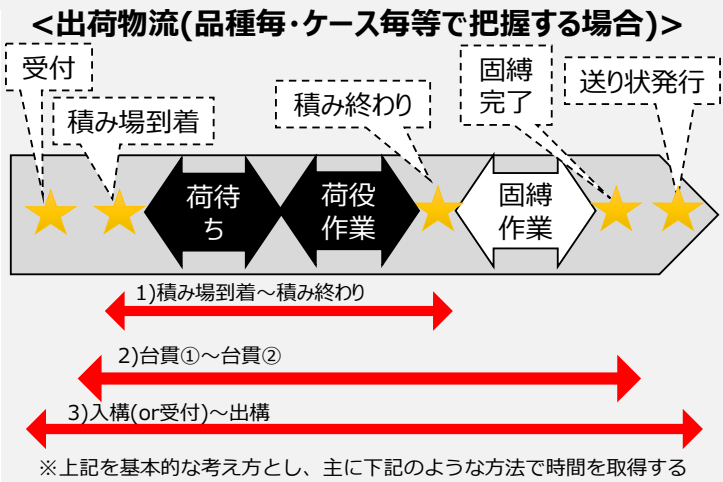 <出荷物流(品種毎・ケース毎等で把握する場合)>
受付
積み場到着
積み終わり
固縛
完了
送り状発行
荷待
ち
荷役
作業
固縛
作業
1)積み場到着～積み終わり
2)台貫①～台貫②
3)入構(or受付)～出構
※上記を基本的な考え方とし、主に下記のような方法で時間を取得する